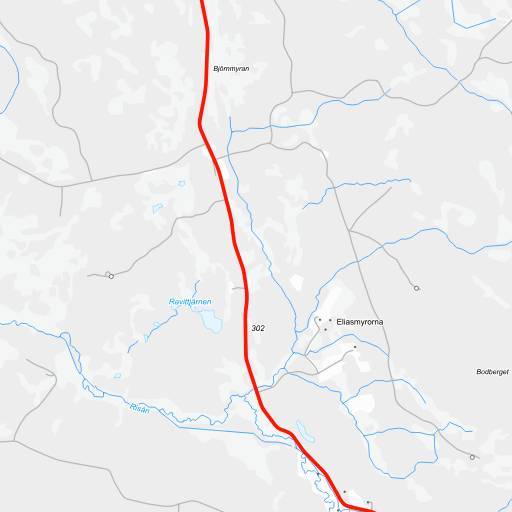 Björnmyran
Ravittjärnen
302
Eliasmyrorna
Bodberget
Risån